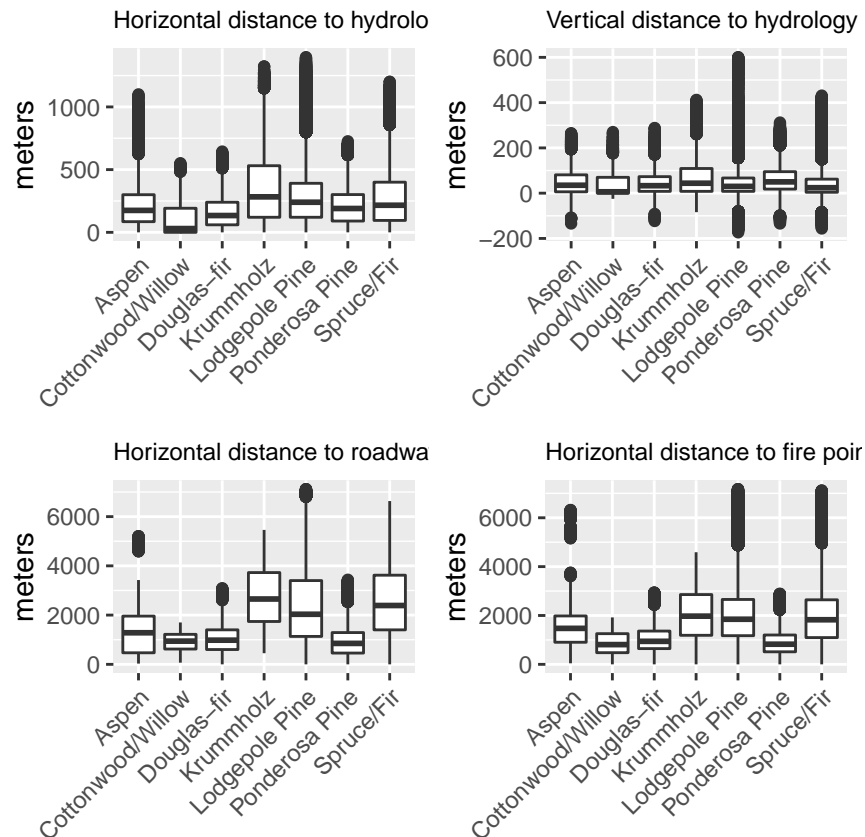 Horizontal distance to hydrolo
meters
1000
500
0
Aspen
Cottonwood/Willow
Douglas−fir
Krummholz
Lodgepole Pine
Ponderosa Pine
Spruce/Fir
Vertical distance to hydrology
meters
600
400
200
0
−200
Aspen
Cottonwood/Willow
Douglas−fir
Krummholz
Lodgepole Pine
Ponderosa Pine
Spruce/Fir
Horizontal distance to roadwa
meters
6000
4000
2000
0
Aspen
Cottonwood/Willow
Douglas−fir
Krummholz
Lodgepole Pine
Ponderosa Pine
Spruce/Fir
Horizontal distance to fire poin
meters
6000
4000
2000
0
Aspen
Cottonwood/Willow
Douglas−fir
Krummholz
Lodgepole Pine
Ponderosa Pine
Spruce/Fir